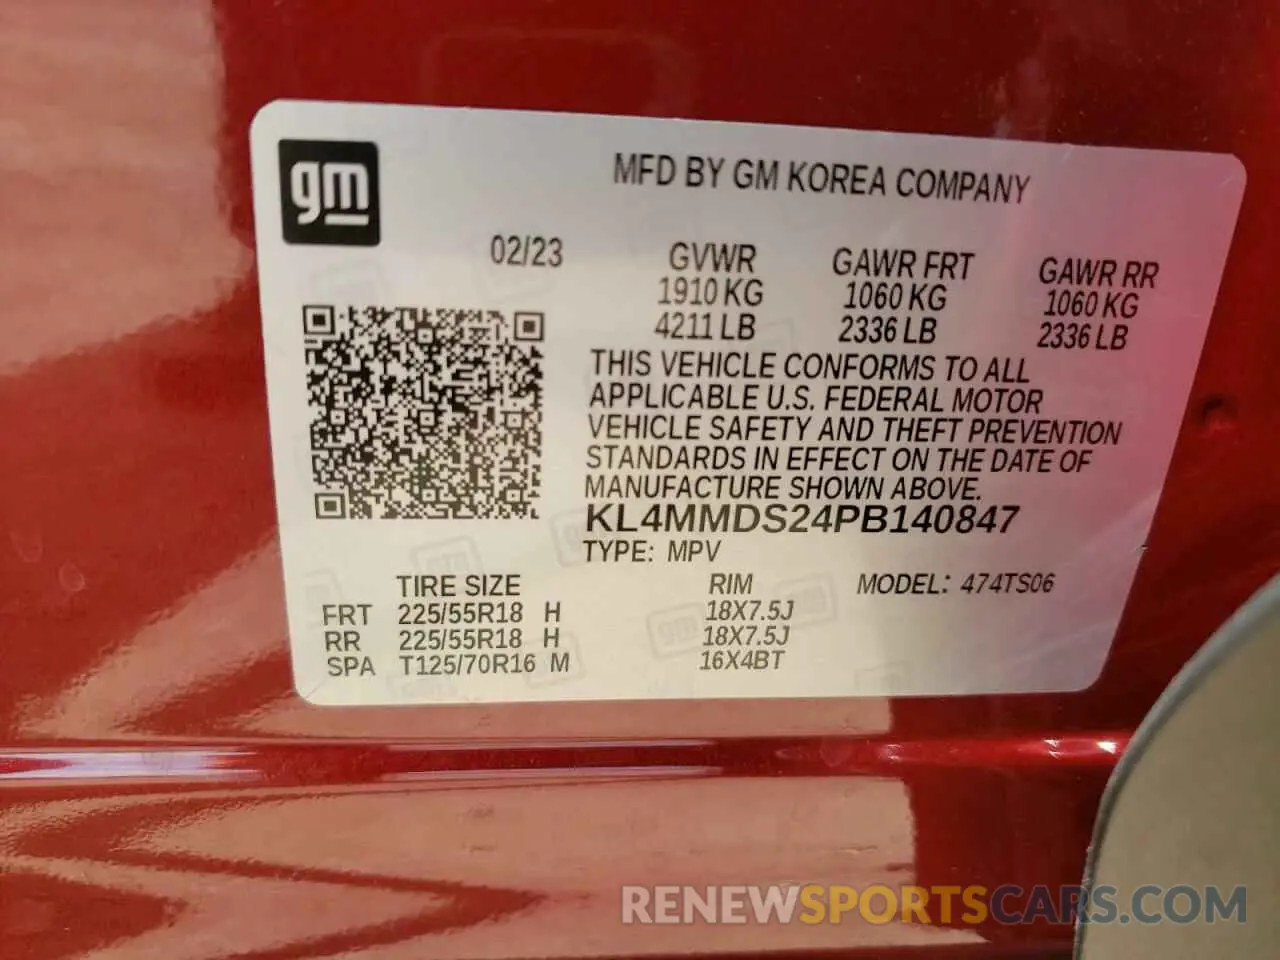 gm
MFD BY GM KOREA COMPANY
02/23 GVWR GAWR FRT GAWR RR
1910 KG 1060 KG 1060 KG
4211 LB 2336 LB 2336 LB
THIS VEHICLE CONFORMS TO ALL
APPLICABLE U.S. FEDERAL MOTOR
VEHICLE SAFETY AND THEFT PREVENTION
STANDARDS IN EFFECT ON THE DATE OF
MANUFACTURE SHOWN ABOVE.
KL4MMDS24PB140847
TYPE: MPV
TIRE SIZE RIM MODEL: 474TS06
FRT 225/55R18 H 18X7.5J
RR 225/55R18 H 18X7.5J
SPA T125/70R16 M 16X4BT
RENEWSPORTSCARS.COM